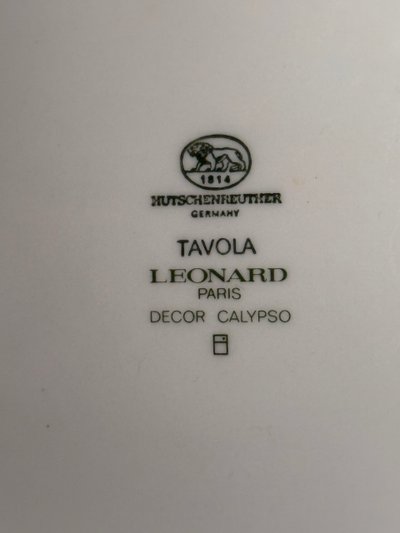 1814
HUTSCHENREUTHER
GERMANY
TAVOLA
LEONARD
PARIS
DECOR CALYPSO